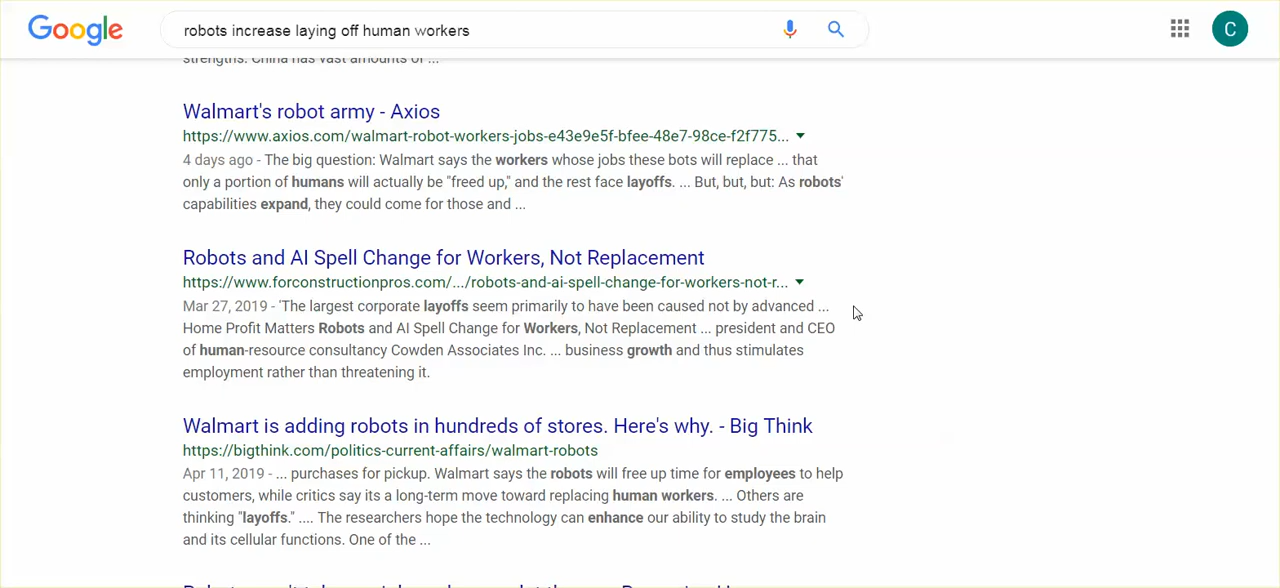 Google
robots increase laying off human workers
C
strengths. China has vast amounts of ...
Walmart's robot army - Axios
https://www.axios.com/walmart-robot-workers-jobs-e43e9e5f-bfee-48e7-98ce-f2f775...
4 days ago - The big question: Walmart says the workers whose jobs these bots will replace ... that
only a portion of humans will actually be "freed up," and the rest face layoffs. ... But, but, but: As robots'
capabilities expand, they could come for those and ...
Robots and AI Spell Change for Workers, Not Replacement
https://www.forconstructionpros.com/.../robots-and-ai-spell-change-for-workers-not-r...
Mar 27, 2019 - 'The largest corporate layoffs seem primarily to have been caused not by advanced ...
Home Profit Matters Robots and AI Spell Change for Workers, Not Replacement ... president and CEO
of human-resource consultancy Cowden Associates Inc. ... business growth and thus stimulates
employment rather than threatening it.
Walmart is adding robots in hundreds of stores. Here's why. - Big Think
https://bigthink.com/politics-current-affairs/walmart-robots
Apr 11, 2019 - ... purchases for pickup. Walmart says the robots will free up time for employees to help
customers, while critics say its a long-term move toward replacing human workers. ... Others are
thinking "layoffs." .... The researchers hope the technology can enhance our ability to study the brain
and its cellular functions. One of the ...